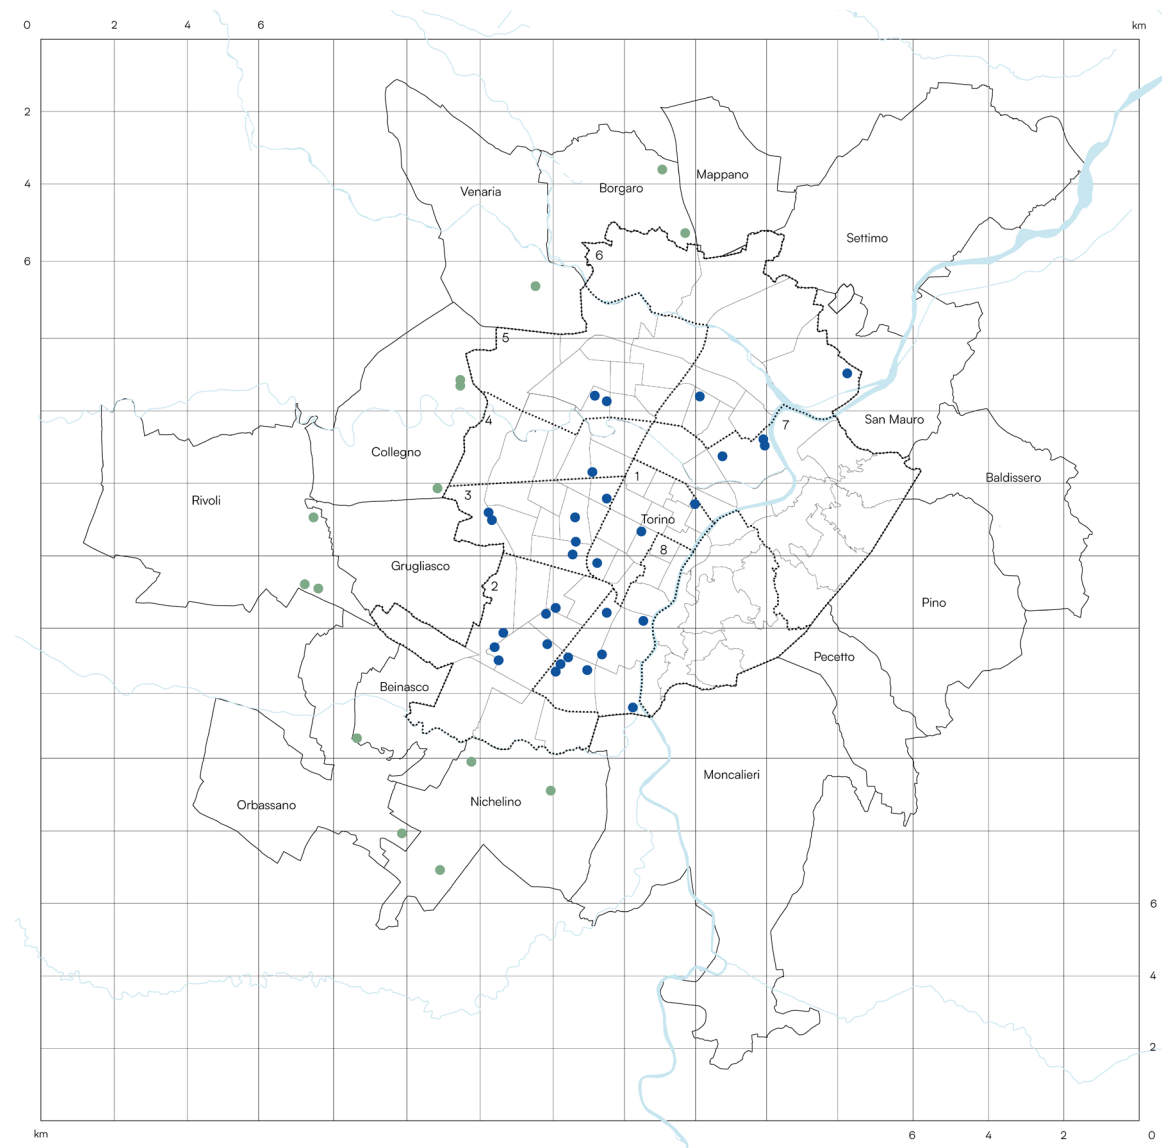 0 2 4 6 km
2
Mappano
4
Borgaro
Venaria
Settimo
6
6
5
San Mauro
4
7
Collegno
1
Baldissero
3
Rivoli
Torino
8
Grugliasco
2
Pino
Pecetto
Beinasco
Moncalieri
Nichelino
Orbassano
6
4
2
km 6 4 2 0